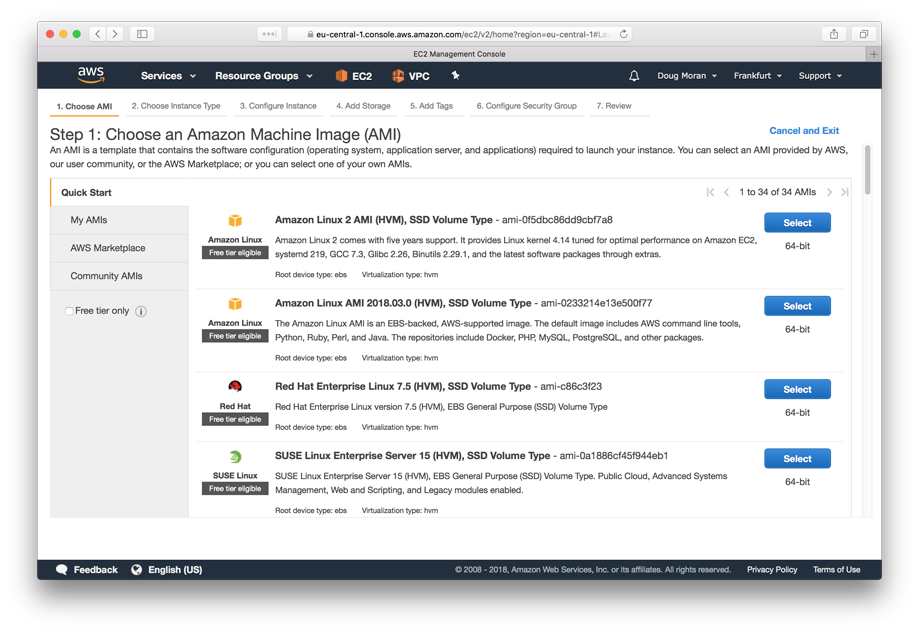 eu-central-1.console.aws.amazon.com/ec2/v2/home?region=eu-central-1#La
EC2 Management Console
aws Services Resource Groups EC2 VPC Doug Moran Frankfurt Support
1. Choose AMI 2. Choose Instance Type 3. Configure Instance 4. Add Storage 5. Add Tags 6. Configure Security Group 7. Review
Step 1: Choose an Amazon Machine Image (AMI)
Cancel and Exit
An AMI is a template that contains the software configuration (operating system, application server, and applications) required to launch your instance. You can select an AMI provided by AWS,
our user community, or the AWS Marketplace; or you can select one of your own AMIs.
Quick Start
1 to 34 of 34 AMIs
My AMIs
AWS Marketplace
Community AMIs
Free tier only
Amazon Linux
Free tier eligible
Amazon Linux 2 AMI (HVM), SSD Volume Type - ami-0f5dbc86dd9cbf7a8
Amazon Linux 2 comes with five years support. It provides Linux kernel 4.14 tuned for optimal performance on Amazon EC2,
systemd 219, GCC 7.3, Glibc 2.26, Binutils 2.29.1, and the latest software packages through extras.
Root device type: ebs Virtualization type: hvm
Select
64-bit
Amazon Linux
Free tier eligible
Amazon Linux AMI 2018.03.0 (HVM), SSD Volume Type - ami-0233214e13e500f77
The Amazon Linux AMI is an EBS-backed, AWS-supported image. The default image includes AWS command line tools,
Python, Ruby, Perl, and Java. The repositories include Docker, PHP, MySQL, PostgreSQL, and other packages.
Root device type: ebs Virtualization type: hvm
Select
64-bit
Red Hat
Free tier eligible
Red Hat Enterprise Linux 7.5 (HVM), SSD Volume Type - ami-c86c3f23
Red Hat Enterprise Linux version 7.5 (HVM), EBS General Purpose (SSD) Volume Type
Root device type: ebs Virtualization type: hvm
Select
64-bit
SUSE Linux
Free tier eligible
SUSE Linux Enterprise Server 15 (HVM), SSD Volume Type - ami-0a1886cf45f944eb1
SUSE Linux Enterprise Server 15 (HVM), EBS General Purpose (SSD) Volume Type. Public Cloud, Advanced Systems
Management, Web and Scripting, and Legacy modules enabled.
Root device type: ebs Virtualization type: hvm
Select
64-bit
Feedback English (US)
© 2008 - 2018, Amazon Web Services, Inc. or its affiliates. All rights reserved. Privacy Policy Terms of Use